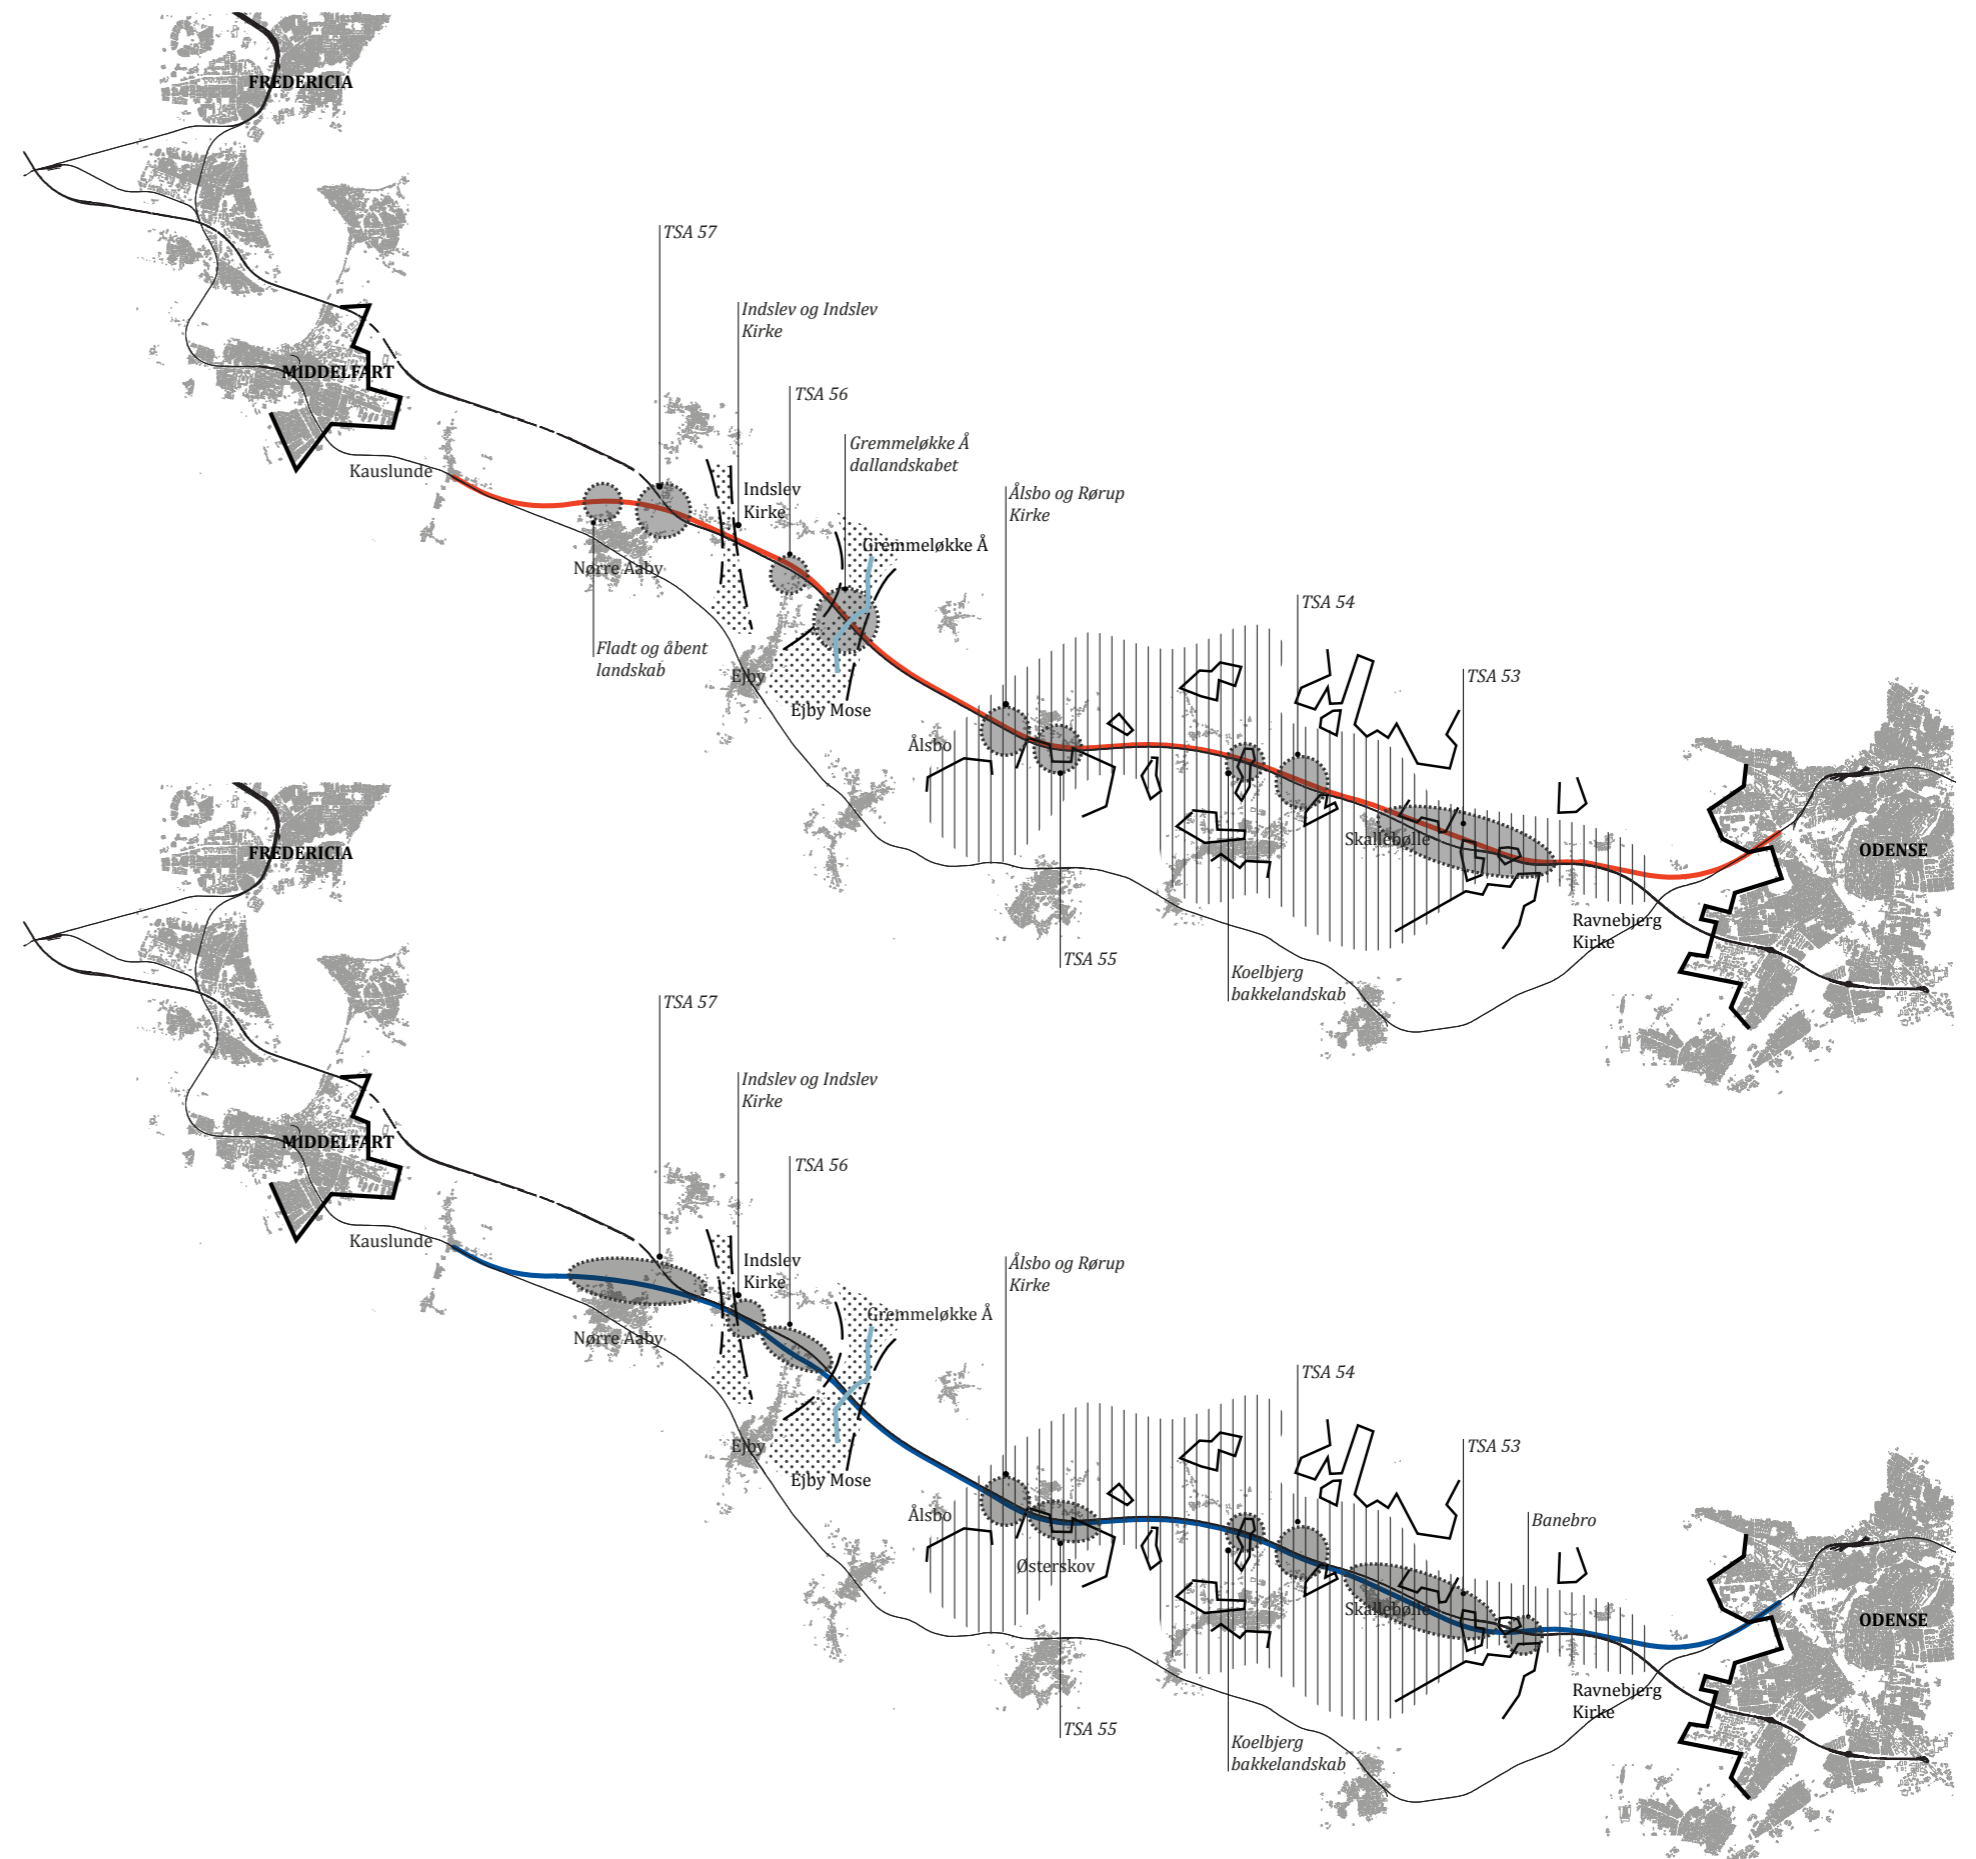 FREDERICIA
TSA 57
Indslev og Indslev
Kirke
MIDDELFART
TSA 56
Gremmeløkke Å
dallandskabet
Kauslunde
Indslev
Kirke
Ålsbo og Rørup
Kirke
Gremmeløkke Å
Nørre Aaby
TSA 54
Fladt og åbent
landskab
Ejby
TSA 53
Ejby Mose
Ålsbo
Skallebølle
ODENSE
Ravnebjerg
Kirke
TSA 55
Koelbjerg
bakkelandskab
FREDERICIA
TSA 57
Indslev og Indslev
Kirke
MIDDELFART
TSA 56
Kauslunde
Indslev
Kirke
Ålsbo og Rørup
Kirke
Gremmeløkke Å
Nørre Aaby
TSA 54
Ejby
TSA 53
Ejby Mose
Ålsbo
Banebro
Østerskov
Skallebølle
ODENSE
Ravnebjerg
Kirke
TSA 55
Koelbjerg
bakkelandskab